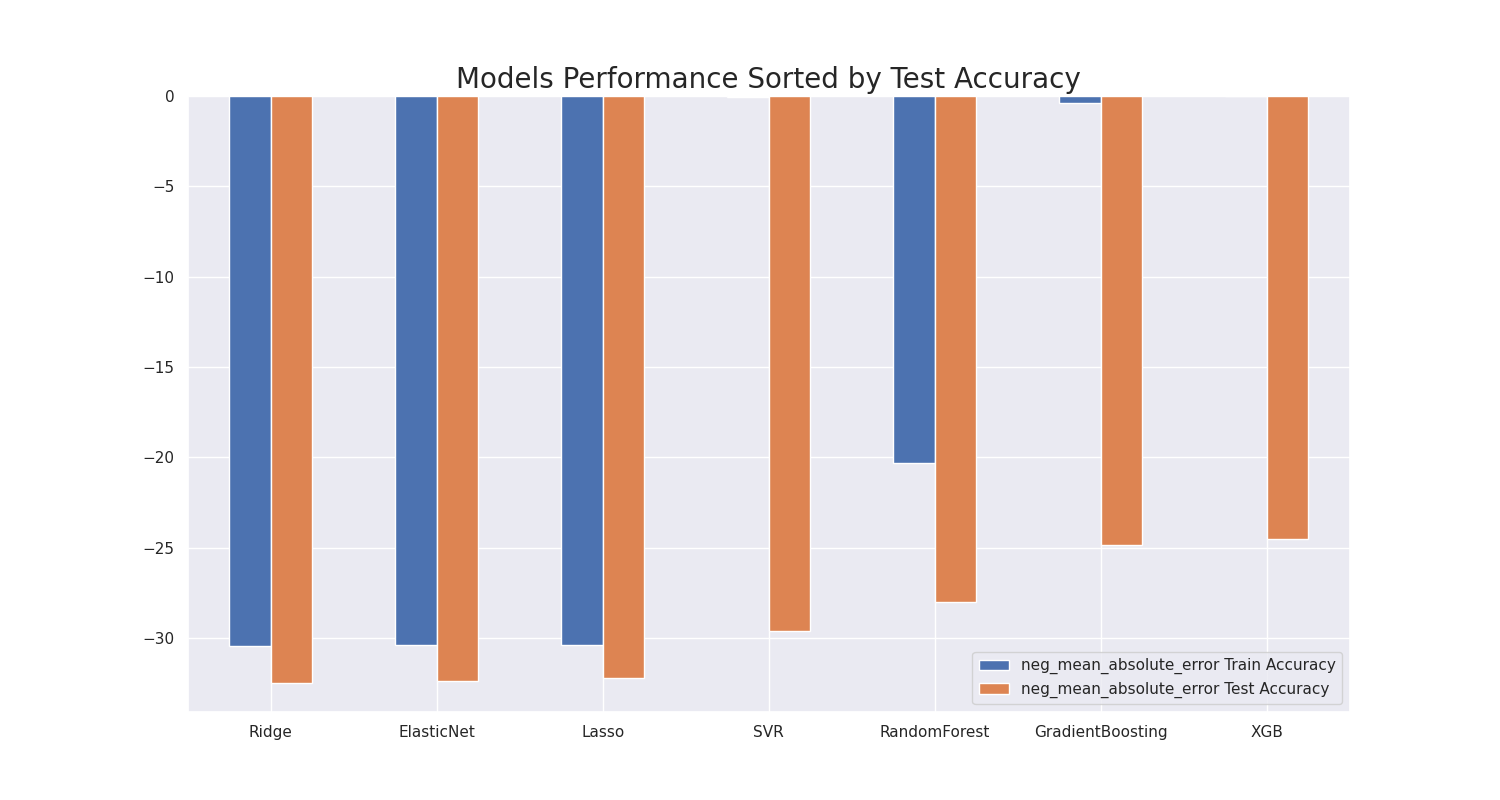 Models Performance Sorted by Test Accuracy
0
−5
−10
−15
−20
−25
−30
neg_mean_absolute_error Train Accuracy
neg_mean_absolute_error Test Accuracy
Ridge ElasticNet Lasso SVR RandomForest GradientBoosting XGB